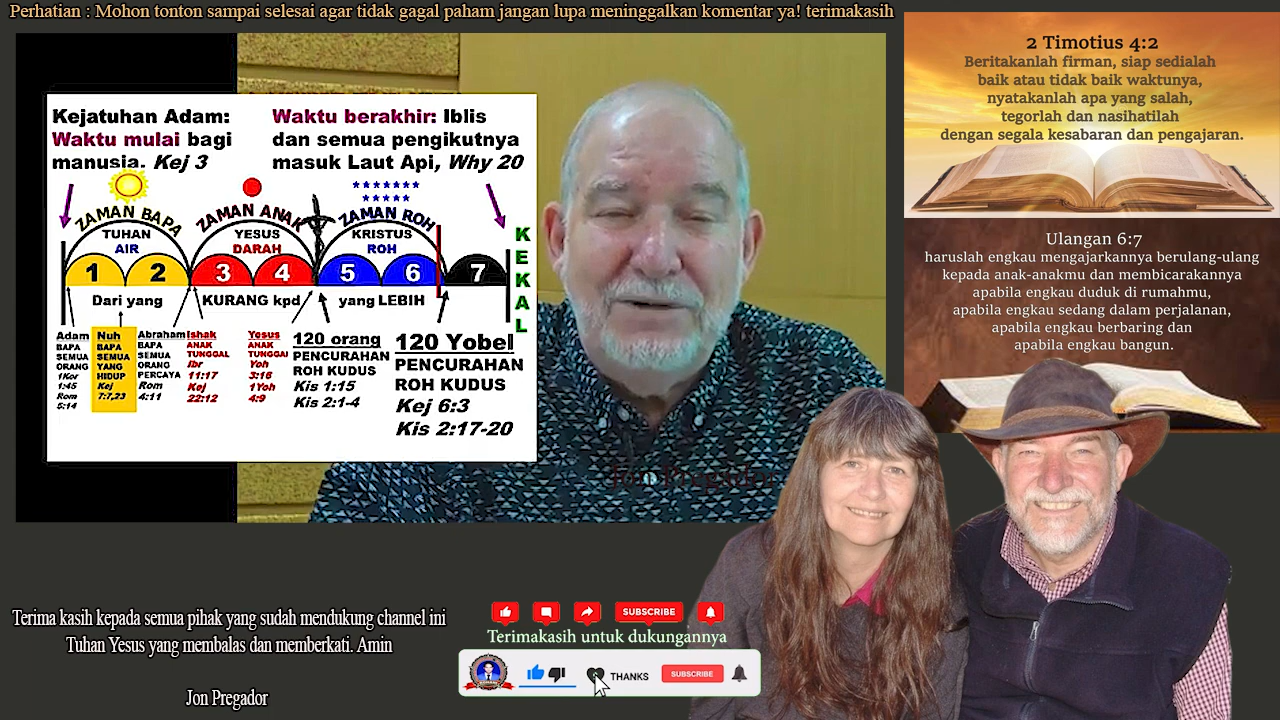 Perhatian : Mohon tonton sampai selesai agar tidak gagal paham jangan lupa meninggalkan komentar ya! terimakasih
Kejatuhan Adam:
Waktu mulai bagi
manusia. Kej 3
Waktu berakhir: Iblis
dan semua pengikutnya
masuk Laut Api, Why 20
ZAMAN BAPA
TUHAN
AIR
1 2
ZAMAN ANAK
YESUS
DARAH
3 4
ZAMAN ROH
KRISTUS
ROH
5 6
7
KEKAL
Dari yang
KURANG kpd
yang LEBIH
Adam
BAPA
SEMUA
ORANG
1Kor
1:45
Rom
5:14
Nuh
BAPA
SEMUA
YANG
HIDUP
Kej
7:7,23
Abraham
BAPA
SEMUA
ORANG
PERCAYA
Rom
4:11
Ishak
ANAK
TUNGGAL
Ibr
11:17
Kej
22:12
Yesus
ANAK
TUNGGAL
Yoh
3:16
1Yoh
4:9
120 orang
PENCURAHAN
ROH KUDUS
Kis 1:15
Kis 2:1-4
120 Yobel
PENCURAHAN
ROH KUDUS
Kej 6:3
Kis 2:17-20
Jon Pregador
2 Timotius 4:2
Beritakanlah firman, siap sedialah
baik atau tidak baik waktunya,
nyatakanlah apa yang salah,
tegorlah dan nasihatilah
dengan segala kesabaran dan pengajaran.
Ulangan 6:7
haruslah engkau mengajarkannya berulang-ulang
kepada anak-anakmu dan membicarakannya
apabila engkau duduk di rumahmu,
apabila engkau sedang dalam perjalanan,
apabila engkau berbaring dan
apabila engkau bangun.
Terima kasih kepada semua pihak yang sudah mendukung channel ini
Tuhan Yesus yang membalas dan memberkati. Amin
Jon Pregador
SUBSCRIBE
Terimakasih untuk dukungannya
THANKS
SUBSCRIBE